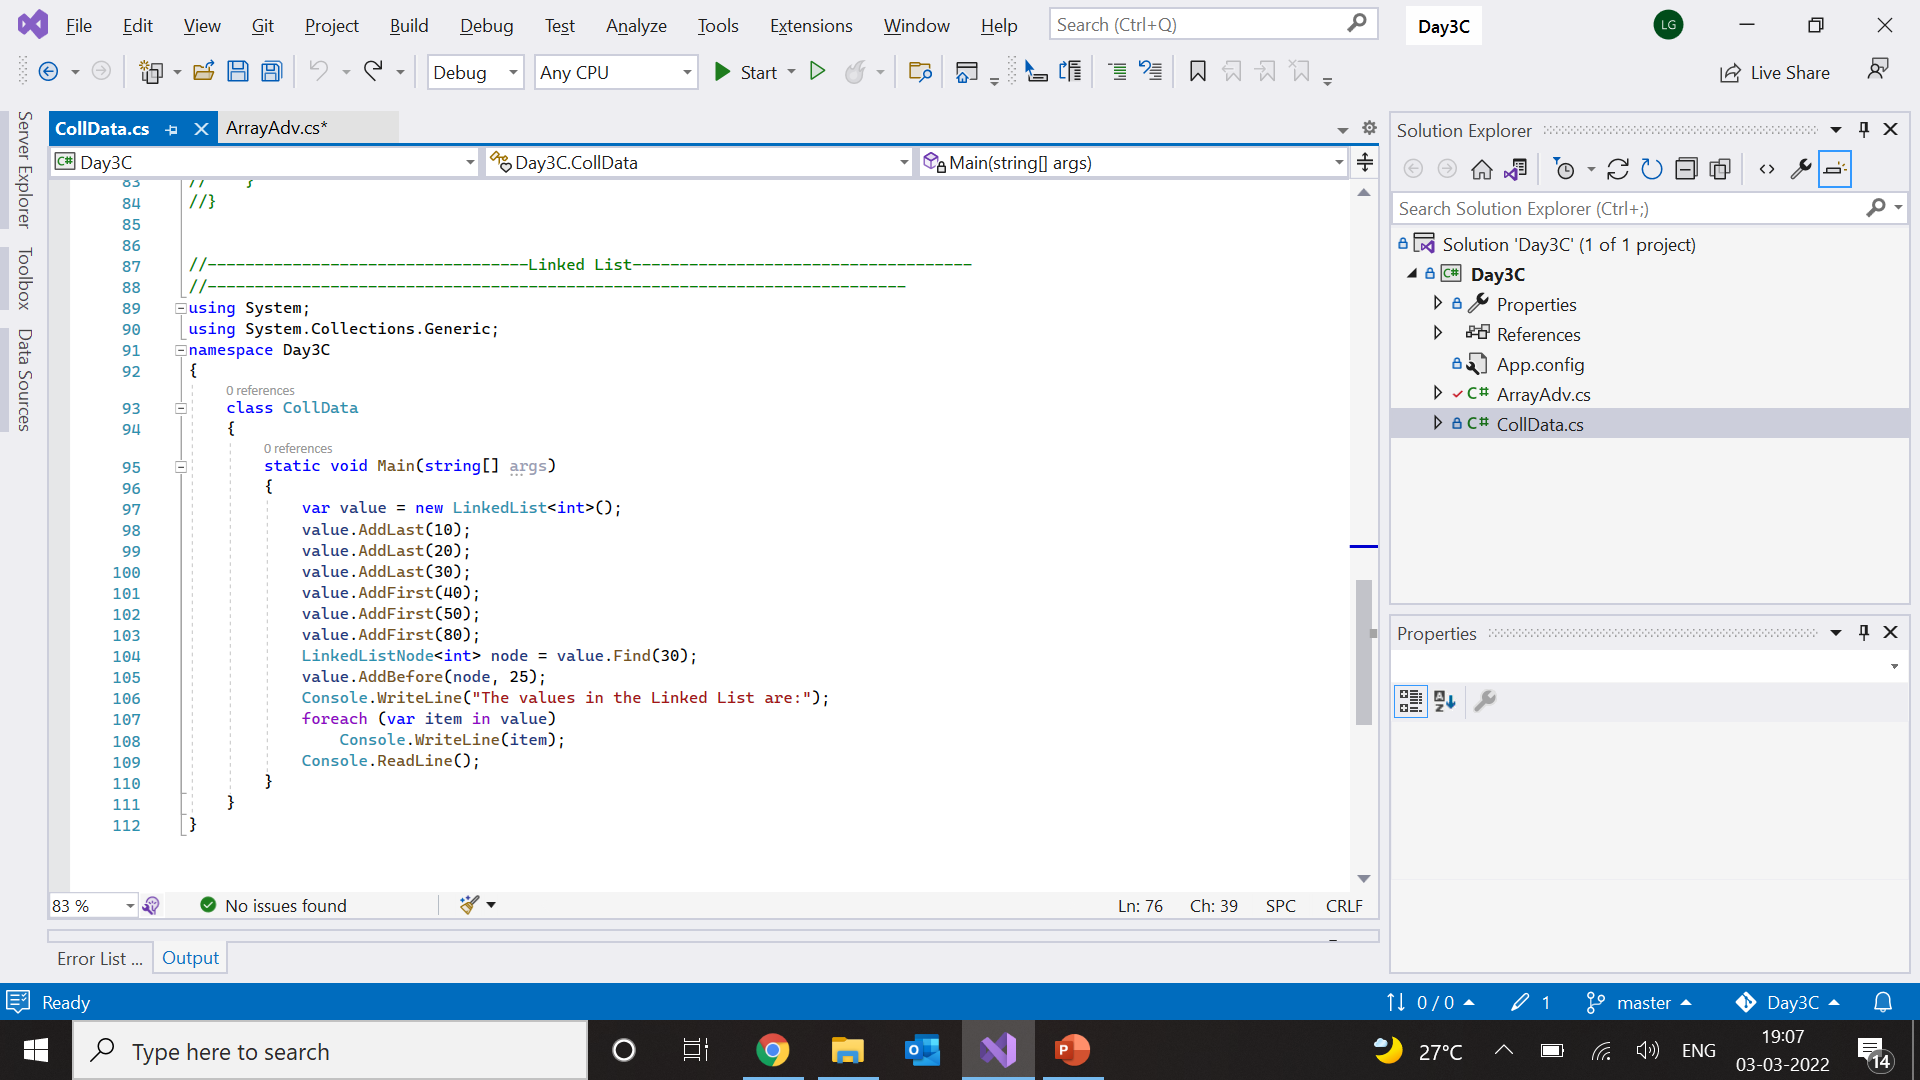 File Edit View Git Project Build Debug Test Analyze Tools Extensions Window Help Search (Ctrl+Q) Day3C LG
Debug Any CPU Start Live Share
Server Explorer
Toolbox
Data Sources
CollData.cs ArrayAdv.cs*
C# Day3C Day3C.CollData Main(string[] args)
83 // }
84 //}
85
86
87 //----------------------------------Linked List------------------------------------
88 //--------------------------------------------------------------------------
89 using System;
90 using System.Collections.Generic;
91 namespace Day3C
92 {
0 references
93 class CollData
94 {
0 references
95 static void Main(string[] args)
96 {
97 var value = new LinkedList<int>();
98 value.AddLast(10);
99 value.AddLast(20);
100 value.AddLast(30);
101 value.AddFirst(40);
102 value.AddFirst(50);
103 value.AddFirst(80);
104 LinkedListNode<int> node = value.Find(30);
105 value.AddBefore(node, 25);
106 Console.WriteLine("The values in the Linked List are:");
107 foreach (var item in value)
108 Console.WriteLine(item);
109 Console.ReadLine();
110 }
111 }
112 }
83 % No issues found Ln: 76 Ch: 39 SPC CRLF
Error List ... Output
Solution Explorer
Search Solution Explorer (Ctrl+;)
Solution 'Day3C' (1 of 1 project)
C# Day3C
Properties
References
App.config
C# ArrayAdv.cs
C# CollData.cs
Properties
Ready 0 / 0 1 master Day3C
Type here to search 27°C ENG 19:07
03-03-2022 14